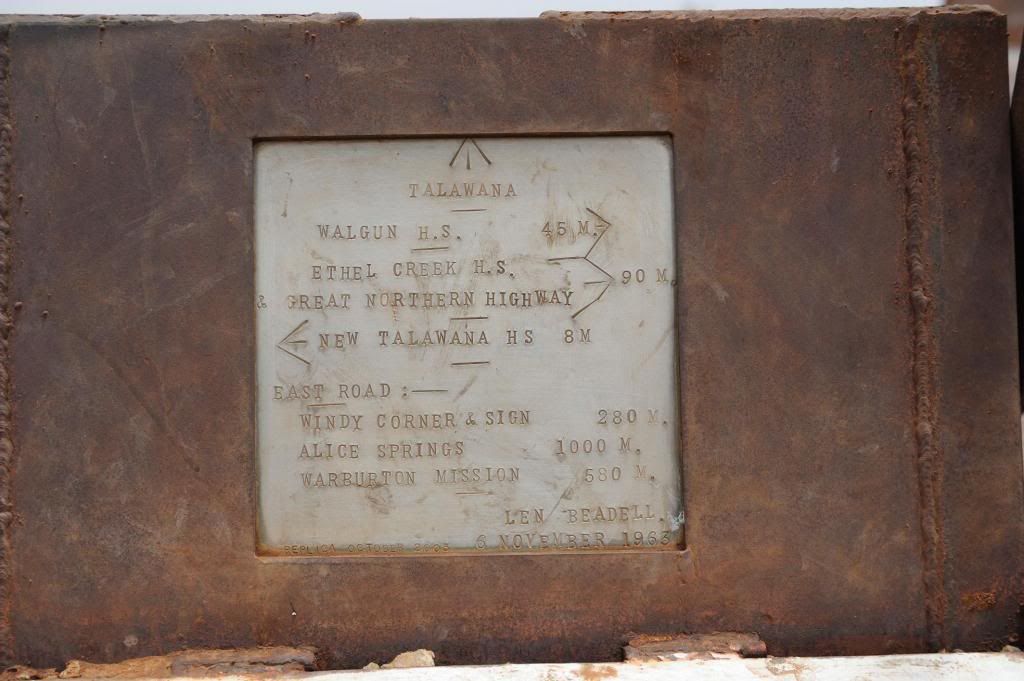 TALAWANA
WALGUN H.S. 45 M.
ETHEL CREEK H.S. 90 M.
& GREAT NORTHERN HIGHWAY
NEW TALAWANA HS 8M
EAST ROAD :—
WINDY CORNER & SIGN 280 M.
ALICE SPRINGS 1000 M.
WARBURTON MISSION 580 M.
LEN BEADELL.
REPLICA OCTOBER 6 NOVEMBER 1963